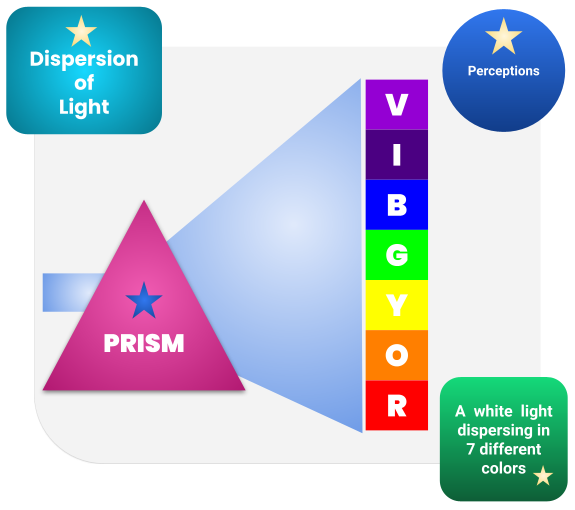 Dispersion
of
Light
Perceptions
V
I
B
G
Y
O
R
PRISM
A white light
dispersing in
7 different
colors